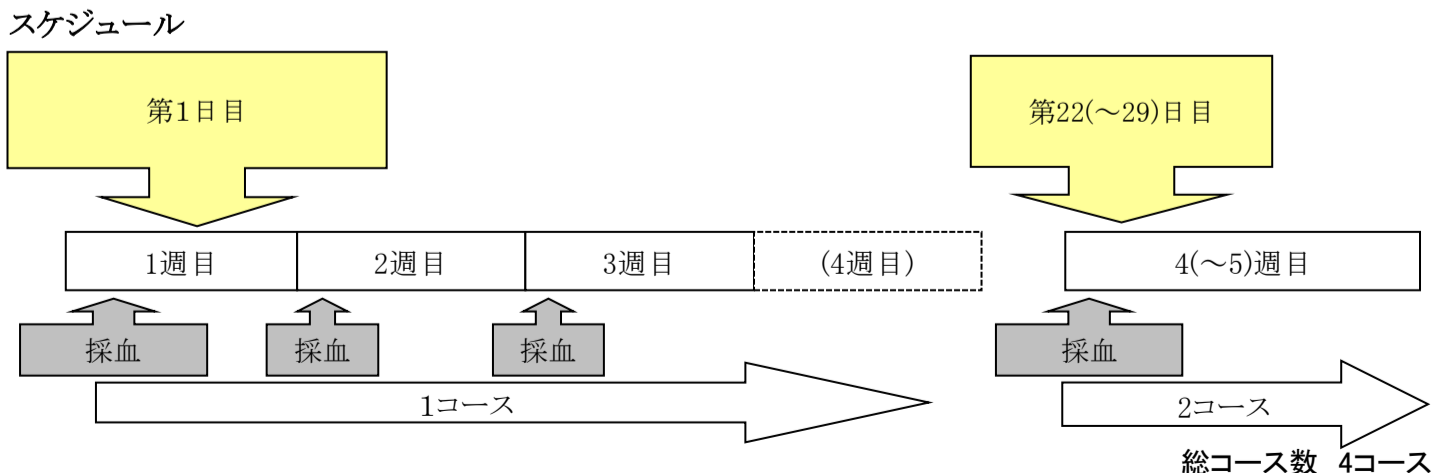 スケジュール
第1日目
第22(～29)日目
1週目
2週目
3週目
(4週目)
4(～5)週目
採血
採血
採血
採血
1コース
2コース
総コース数 4コース